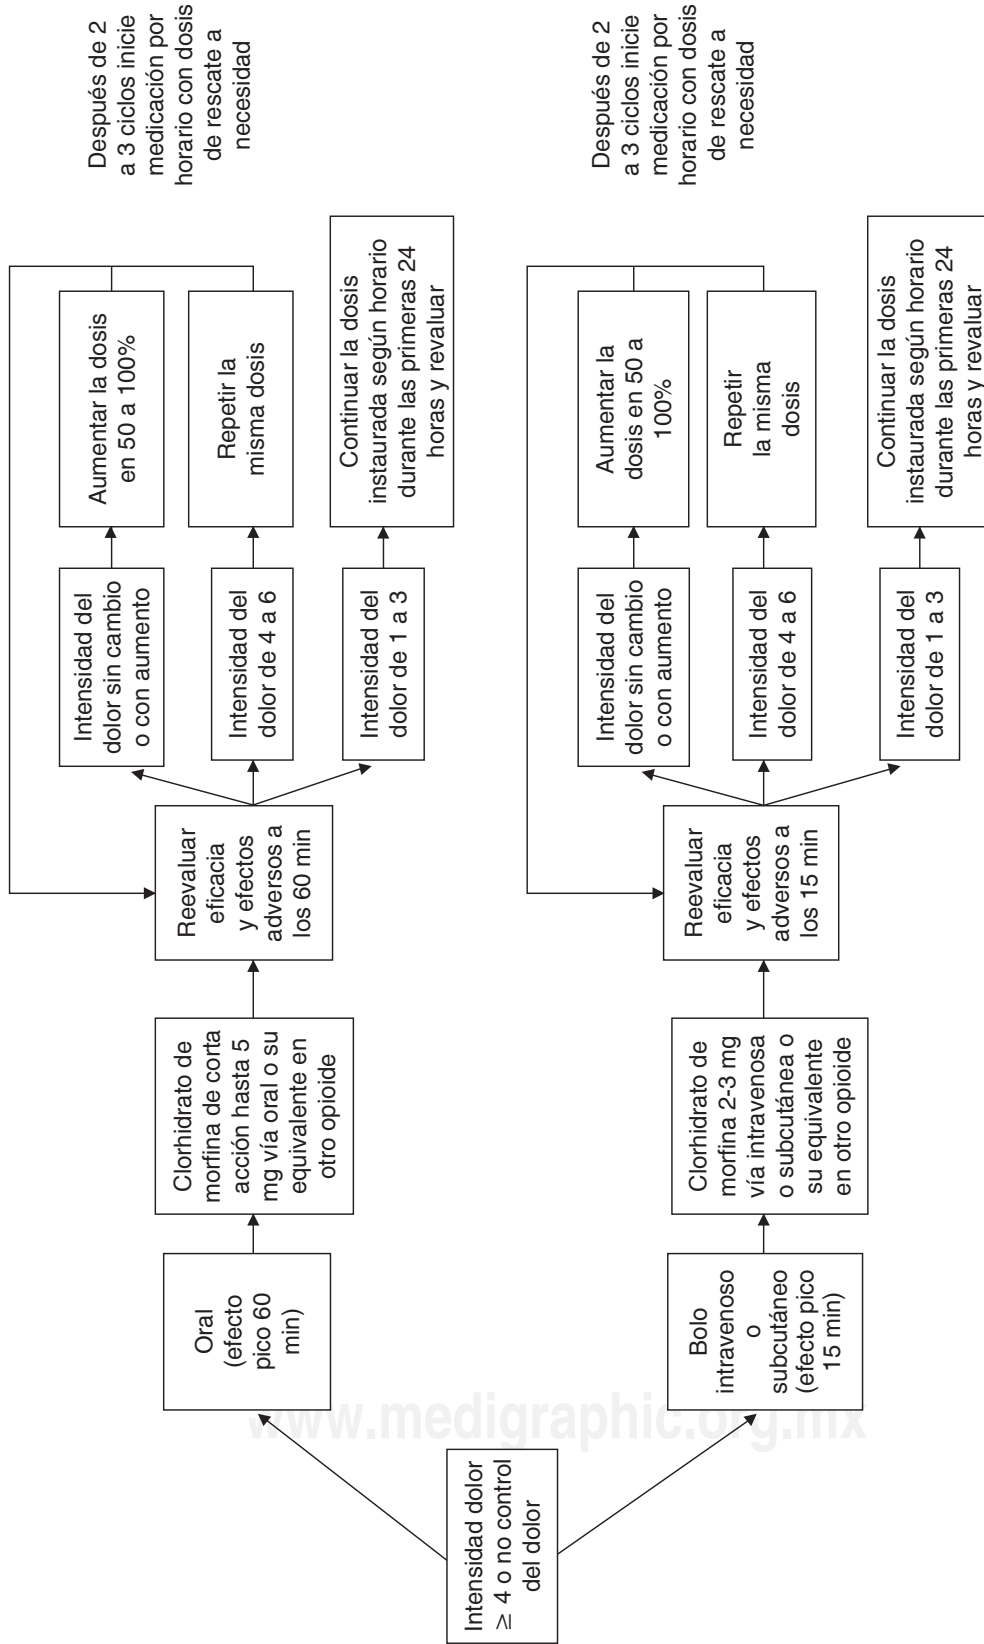 Intensidad dolor
≥ 4 o no control
del dolor
Oral
(efecto
pico 60
min)
Clorhidrato de
morfina de corta
acción hasta 5
mg vía oral o su
equivalente en
otro opioide
Reevaluar
eficacia
y efectos
adversos a
los 60 min
Intensidad del
dolor sin cambio
o con aumento
Aumentar la dosis
en 50 a 100%
Intensidad del
dolor de 4 a 6
Repetir la
misma dosis
Intensidad del
dolor de 1 a 3
Continuar la dosis
instaurada según horario
durante las primeras 24
horas y revaluar
Después de 2
a 3 ciclos inicie
medicación por
horario con dosis
de rescate a
necesidad
Bolo
intravenoso
o
subcutáneo
(efecto pico
15 min)
Clorhidrato de
morfina 2-3 mg
vía intravenosa
o subcutánea o
su equivalente
en otro opioide
Reevaluar
eficacia
y efectos
adversos a
los 15 min
Intensidad del
dolor sin cambio
o con aumento
Aumentar la
dosis en 50 a
100%
Intensidad del
dolor de 4 a 6
Repetir
la misma
dosis
Intensidad del
dolor de 1 a 3
Continuar la dosis
instaurada según horario
durante las primeras 24
horas y revaluar
Después de 2
a 3 ciclos inicie
medicación por
horario con dosis
de rescate a
necesidad
www.medigraphic.org.mx